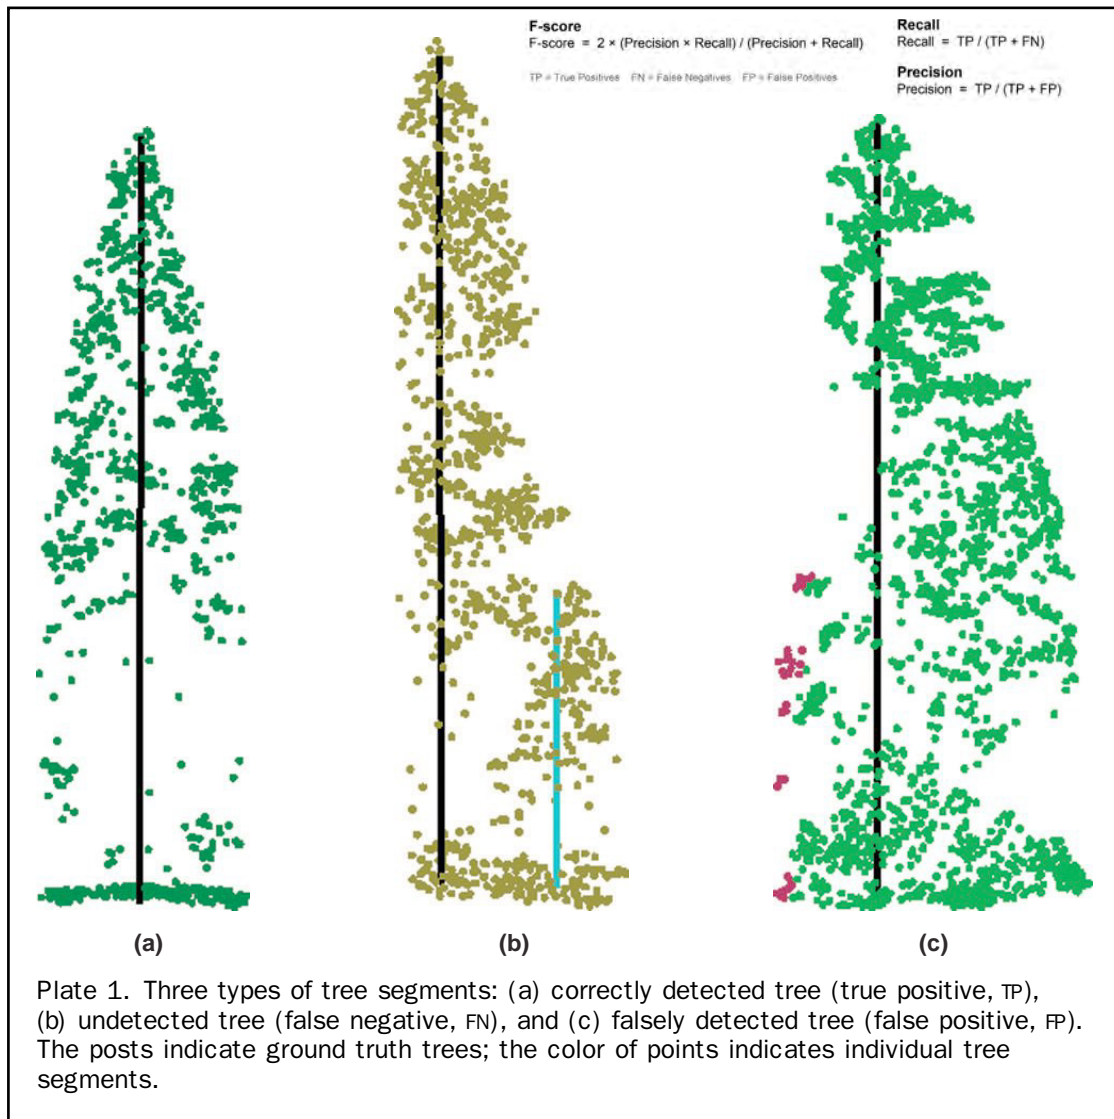 F-score
F-score = 2 × (Precision × Recall) / (Precision + Recall)
TP = True Positives FN = False Negatives FP = False Positives
Recall
Recall = TP / (TP + FN)
Precision
Precision = TP / (TP + FP)
(a)
(b)
(c)
Plate 1. Three types of tree segments: (a) correctly detected tree (true positive, TP),
(b) undetected tree (false negative, FN), and (c) falsely detected tree (false positive, FP).
The posts indicate ground truth trees; the color of points indicates individual tree
segments.